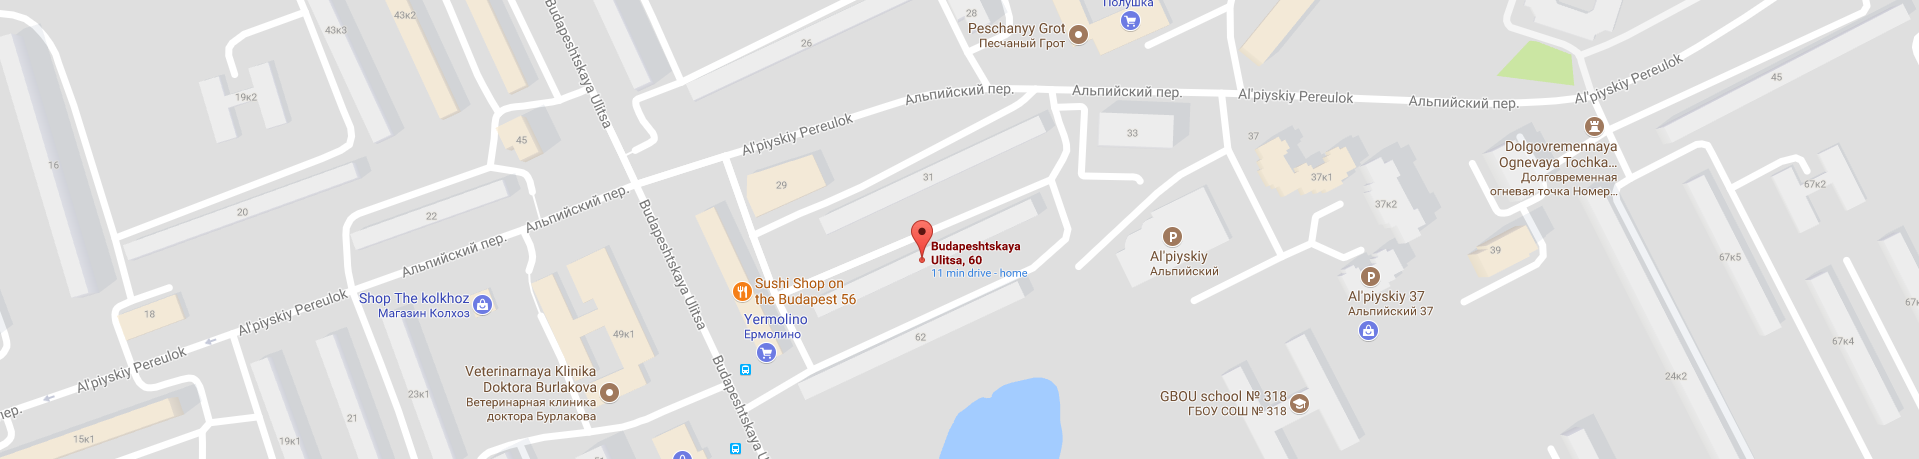 Полушка
43к2
28
43к3
Peschanyy Grot
Песчаный Грот
26
Budapeshtskaya Ulitsa
Al'piyskiy Pereulok
45
Альпийский пер.
Альпийский пер.
Al'piyskiy Pereulok
Альпийский пер.
19к2
Al'piyskiy Pereulok
33
37
45
Dolgovremennaya
Ognevaya Tochka...
Долговременная
огневая точка Номер...
16
31
37к1
67к2
29
Альпийский пер.
37к2
20
22
Budapeshtskaya Ulitsa
Альпийский пер.
Budapeshtskaya
Ulitsa, 60
11 min drive - home
P
Al'piyskiy
Альпийский
39
67к5
Sushi Shop on
the Budapest 56
P
Al'piyskiy 37
Альпийский 37
Shop The kolkhoz
Магазин Колхоз
Al'piyskiy Pereulok
18
Yermolino
Ермолино
49к1
62
67к4
Al'piyskiy Pereulok
Veterinarnaya Klinika
Doktora Burlakova
Ветеринарная клиника
доктора Бурлакова
Budapeshtskaya U
24к2
23к1
GBOU school № 318
ГБОУ СОШ № 318
пер.
21
15к1
19к1